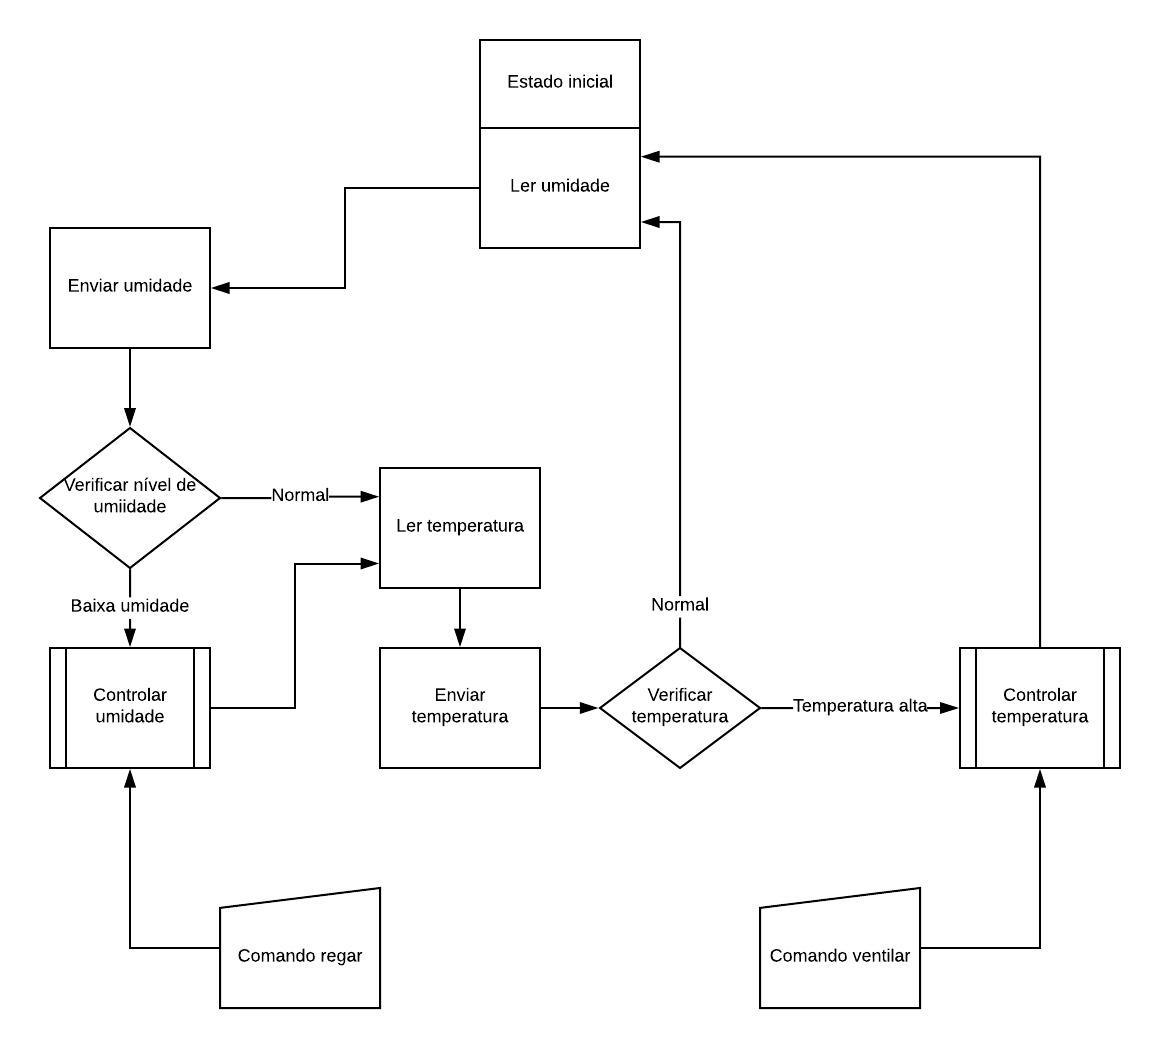 Estado inicial
Ler umidade
Enviar umidade
Verificar nível de
umiidade
Normal
Ler temperatura
Baixa umidade
Normal
Controlar
umidade
Enviar
temperatura
Verificar
temperatura
Temperatura alta
Controlar
temperatura
Comando regar
Comando ventilar